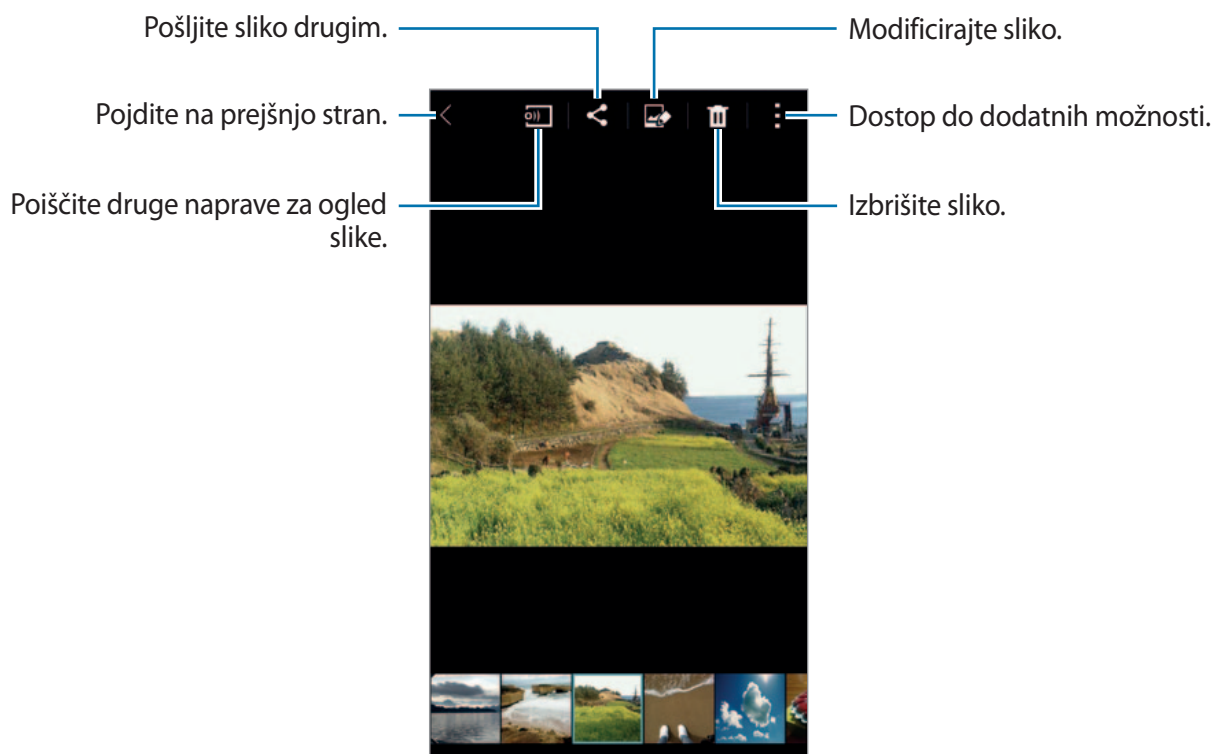 Pošljite sliko drugim.
Modificirajte sliko.
Pojdite na prejšnjo stran.
Dostop do dodatnih možnosti.
Poiščite druge naprave za ogled
slike.
Izbrišite sliko.